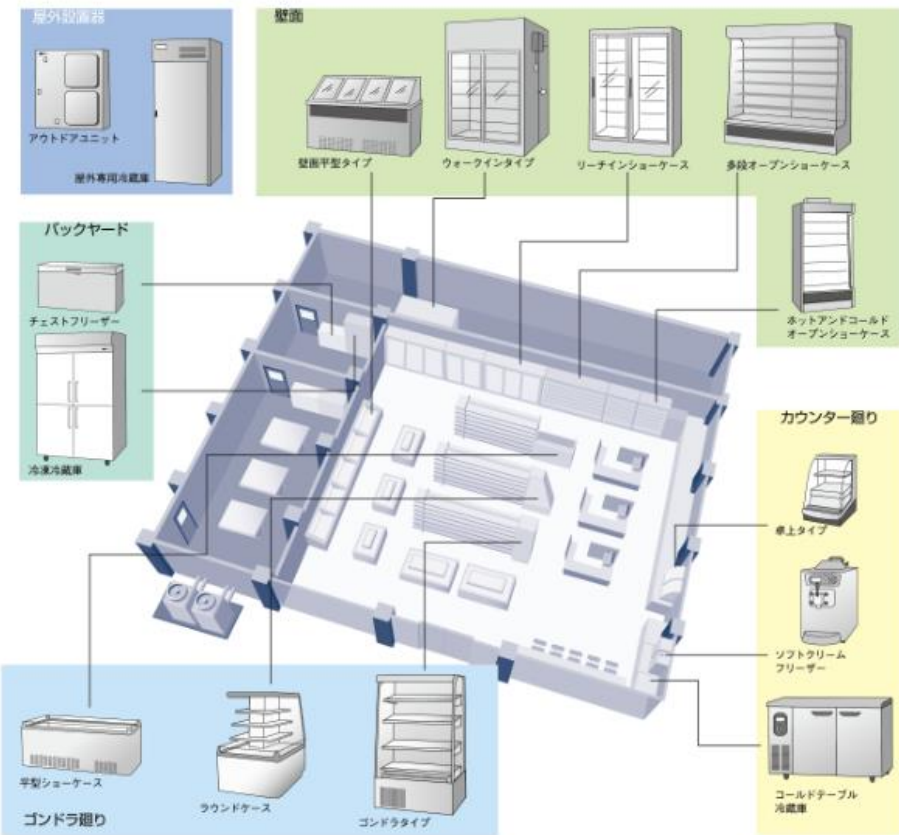 屋外設置器
アウトドアユニット
屋外専用冷蔵庫
壁面
壁面平型タイプ
ウォークインタイプ
リーチインショーケース
多段オープンショーケース
ホットアンドコールド
オープンショーケース
バックヤード
チェストフリーザー
冷凍冷蔵庫
カウンター廻り
卓上タイプ
ソフトクリーム
フリーザー
コールドテーブル
冷蔵庫
平型ショーケース
ラウンドケース
ゴンドラタイプ
ゴンドラ廻り